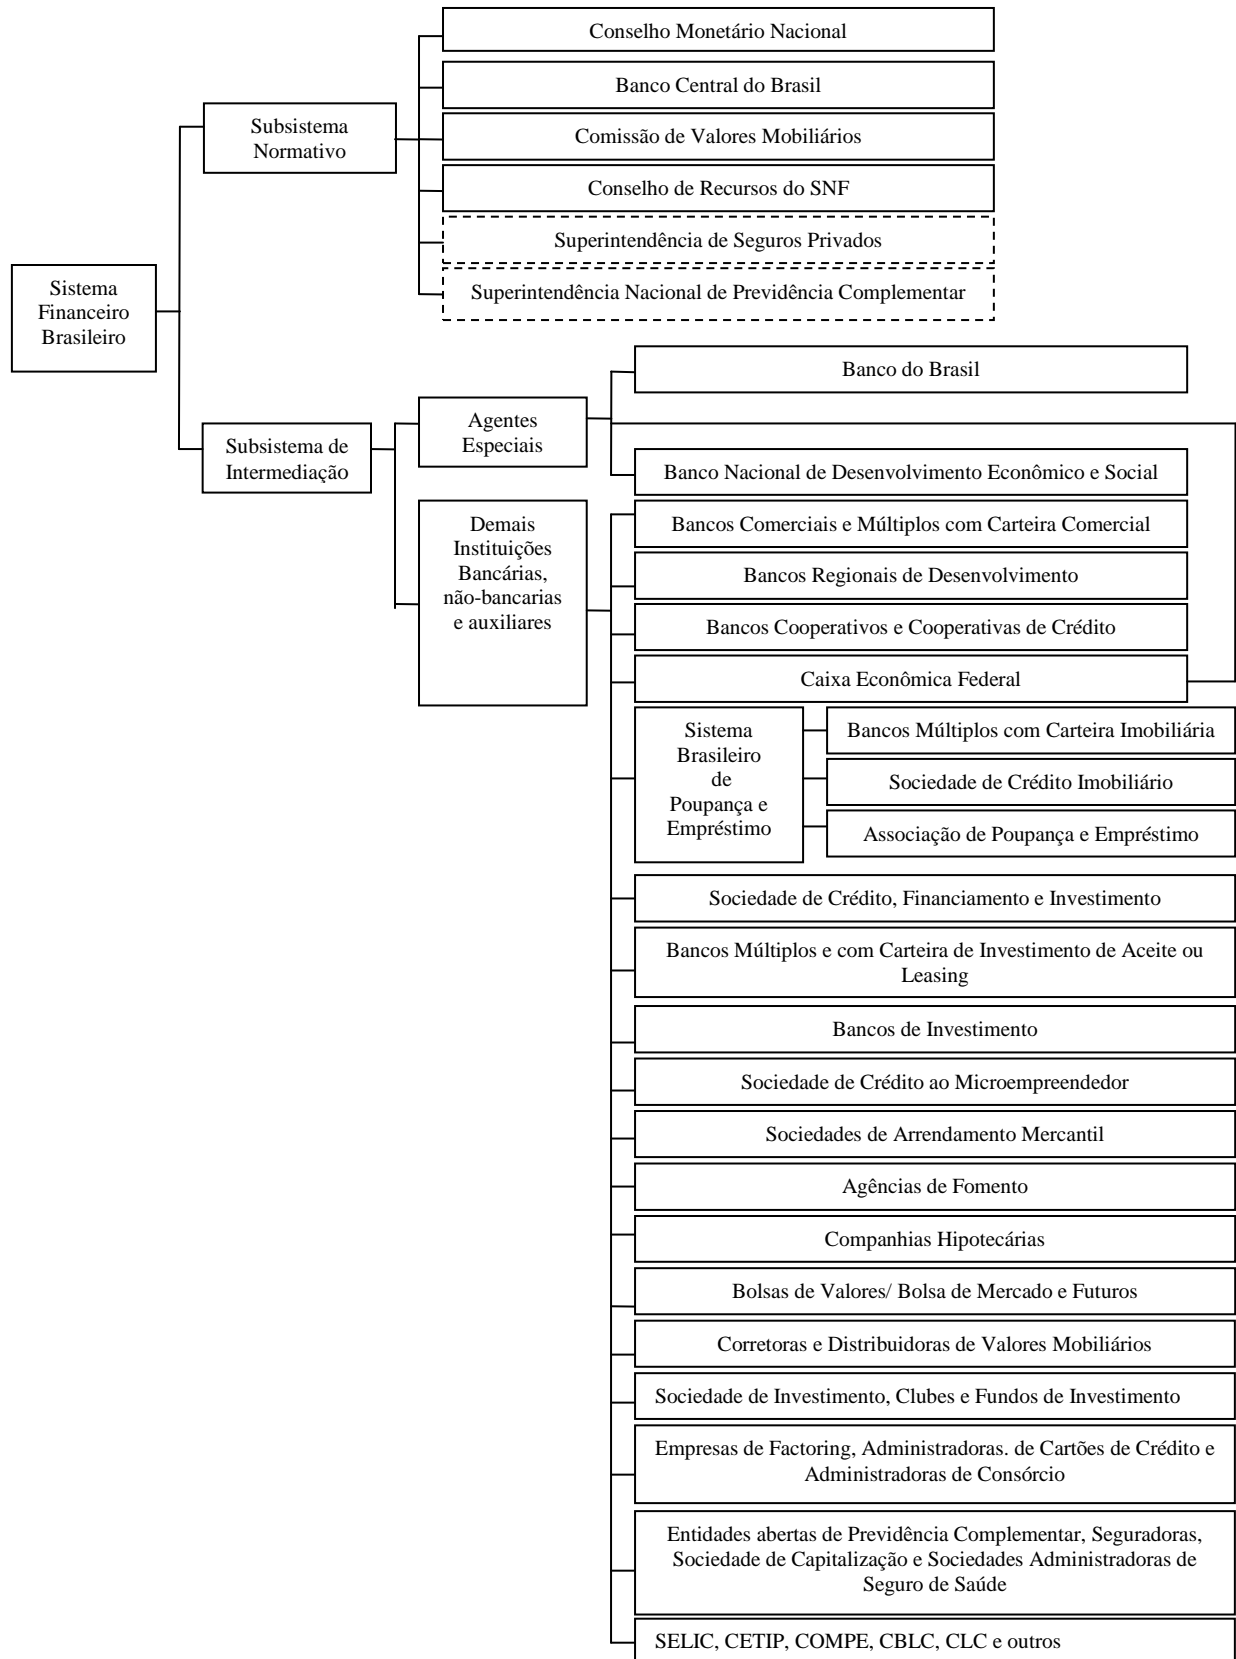 Conselho Monetário Nacional
Banco Central do Brasil
Subsistema
Normativo
Comissão de Valores Mobiliários
Conselho de Recursos do SNF
Superintendência de Seguros Privados
Superintendência Nacional de Previdência Complementar
Sistema
Financeiro
Brasileiro
Banco do Brasil
Agentes
Especiais
Subsistema de
Intermediação
Banco Nacional de Desenvolvimento Econômico e Social
Demais
Instituições
Bancárias,
não-bancarias
e auxiliares
Bancos Comerciais e Múltiplos com Carteira Comercial
Bancos Regionais de Desenvolvimento
Bancos Cooperativos e Cooperativas de Crédito
Caixa Econômica Federal
Sistema
Brasileiro
de
Poupança e
Empréstimo
Bancos Múltiplos com Carteira Imobiliária
Sociedade de Crédito Imobiliário
Associação de Poupança e Empréstimo
Sociedade de Crédito, Financiamento e Investimento
Bancos Múltiplos e com Carteira de Investimento de Aceite ou
Leasing
Bancos de Investimento
Sociedade de Crédito ao Microempreendedor
Sociedades de Arrendamento Mercantil
Agências de Fomento
Companhias Hipotecárias
Bolsas de Valores/ Bolsa de Mercado e Futuros
Corretoras e Distribuidoras de Valores Mobiliários
Sociedade de Investimento, Clubes e Fundos de Investimento
Empresas de Factoring, Administradoras. de Cartões de Crédito e
Administradoras de Consórcio
Entidades abertas de Previdência Complementar, Seguradoras,
Sociedade de Capitalização e Sociedades Administradoras de
Seguro de Saúde
SELIC, CETIP, COMPE, CBLC, CLC e outros